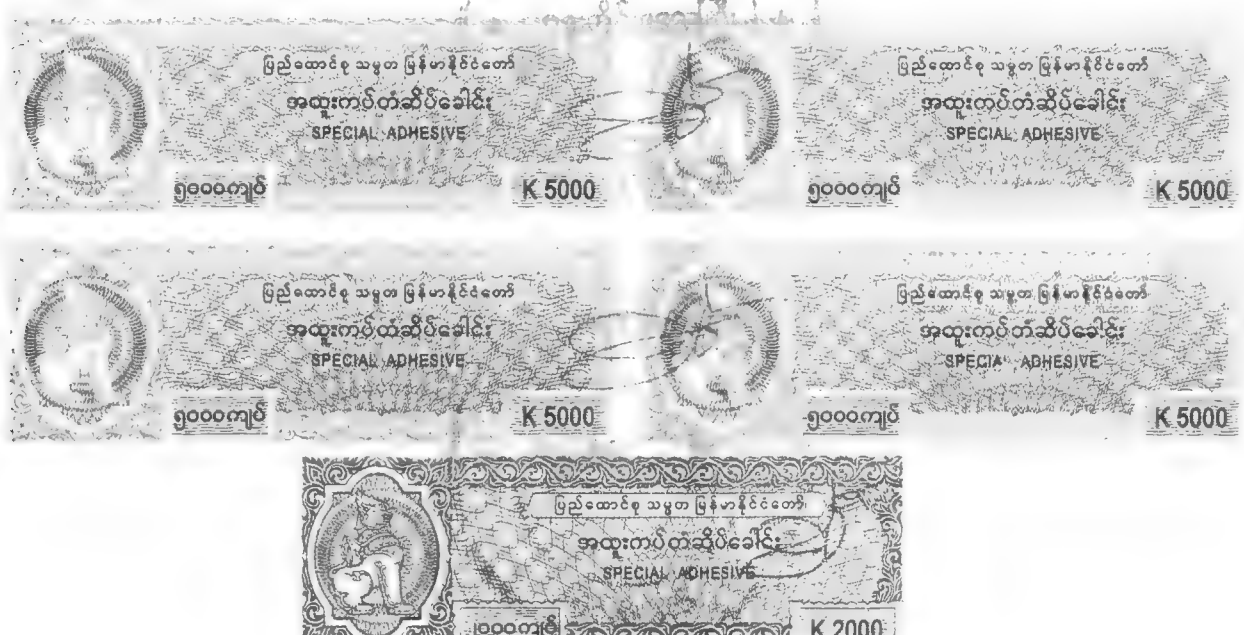 ပြည်ထောင်စု သမ္မတ မြန်မာနိုင်ငံတော်
အထူးကပ်တံဆိပ်ခေါင်း
SPECIAL ADHESIVE
၅၀၀၀ကျပ်
K 5000
ပြည်ထောင်စု သမ္မတ မြန်မာနိုင်ငံတော်
အထူးကပ်တံဆိပ်ခေါင်း
SPECIAL ADHESIVE
၅၀၀၀ကျပ်
K 5000
ပြည်ထောင်စု သမ္မတ မြန်မာနိုင်ငံတော်
အထူးကပ်တံဆိပ်ခေါင်း
SPECIAL ADHESIVE
၅၀၀၀ကျပ်
K 5000
ပြည်ထောင်စု သမ္မတ မြန်မာနိုင်ငံတော်
အထူးကပ်တံဆိပ်ခေါင်း
SPECIAL ADHESIVE
၅၀၀၀ကျပ်
K 5000
ပြည်ထောင်စု သမ္မတ မြန်မာနိုင်ငံတော်
အထူးကပ်တံဆိပ်ခေါင်း
SPECIAL ADHESIVE
၂၀၀၀ကျပ်
K 2000